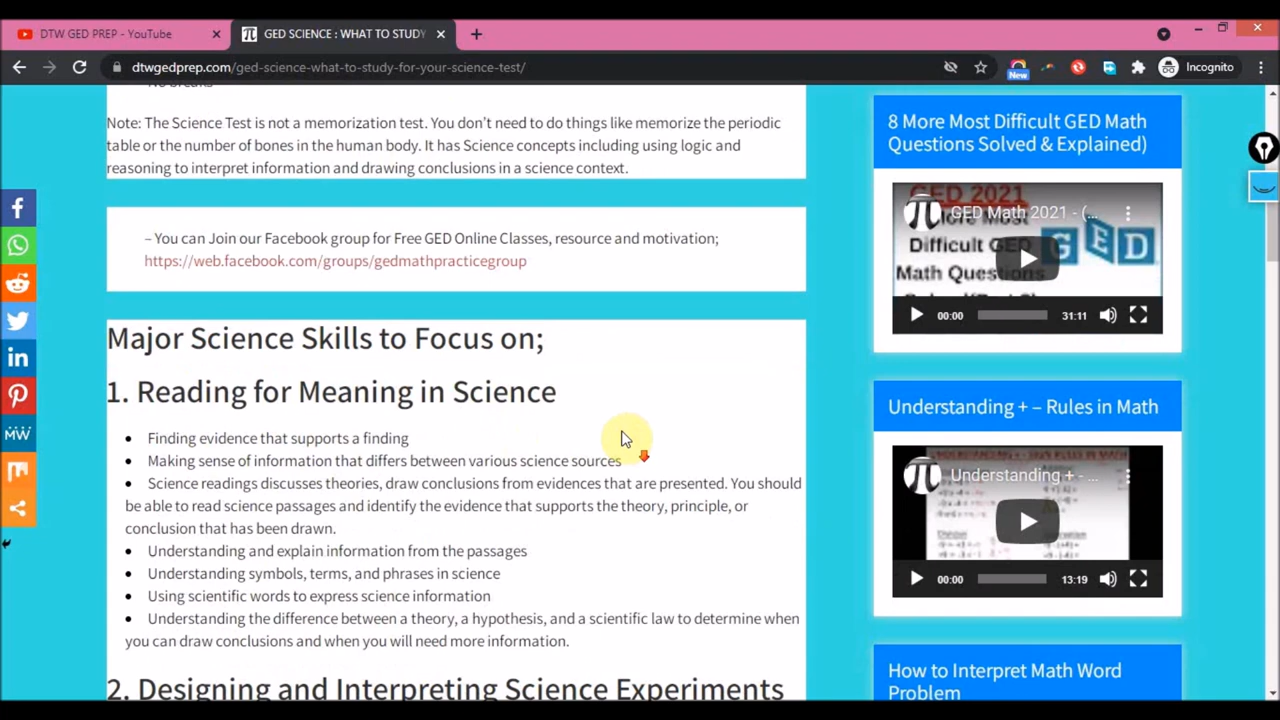 DTW GED PREP - YouTube
GED SCIENCE : WHAT TO STUDY
dtwgedprep.com/ged-science-what-to-study-for-your-science-test/
New
Incognito
No breaks
Note: The Science Test is not a memorization test. You don't need to do things like memorize the periodic
table or the number of bones in the human body. It has Science concepts including using logic and
reasoning to interpret information and drawing conclusions in a science context.
– You can Join our Facebook group for Free GED Online Classes, resource and motivation;
https://web.facebook.com/groups/gedmathpracticegroup
Major Science Skills to Focus on;
1. Reading for Meaning in Science
• Finding evidence that supports a finding
• Making sense of information that differs between various science sources
• Science readings discusses theries, draw conclusions from evidences that are presented. You should
be able to read science passages and identify the evidence that supports the theory, principle, or
conclusion that has been drawn.
• Understanding and explain information from the passages
• Understanding symbols, terms, and phrases in science
• Using scientific words to express science information
• Understanding the difference between a theory, a hypothesis, and a scientific law to determine when
you can draw conclusions and when you will need more information.
2. Designing and Interpreting Science Experiments
8 More Most Difficult GED Math
Questions Solved & Explained)
GED 2021
GED Math 2021 - (...
More Most
Difficult GED
Math Questions
GED
00:00
31:11
Understanding + – Rules in Math
Understanding + - ...
00:00
13:19
How to Interpret Math Word
Problem
MW